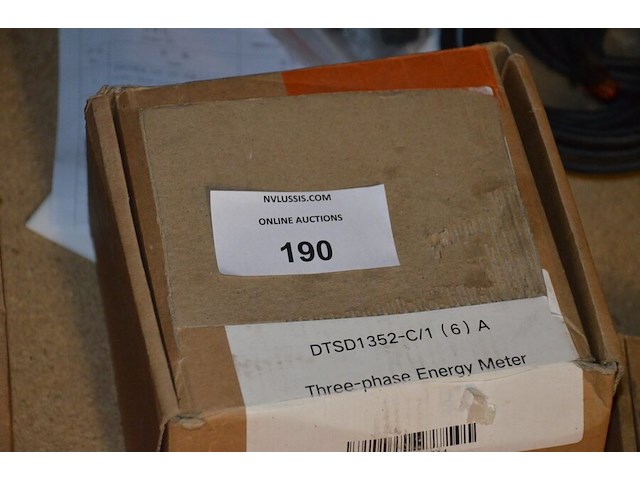 NVLUSSIS.COM
ONLINE AUCTIONS
190
DTSD1352-C/1 (6) A
Three-phase Energy Meter